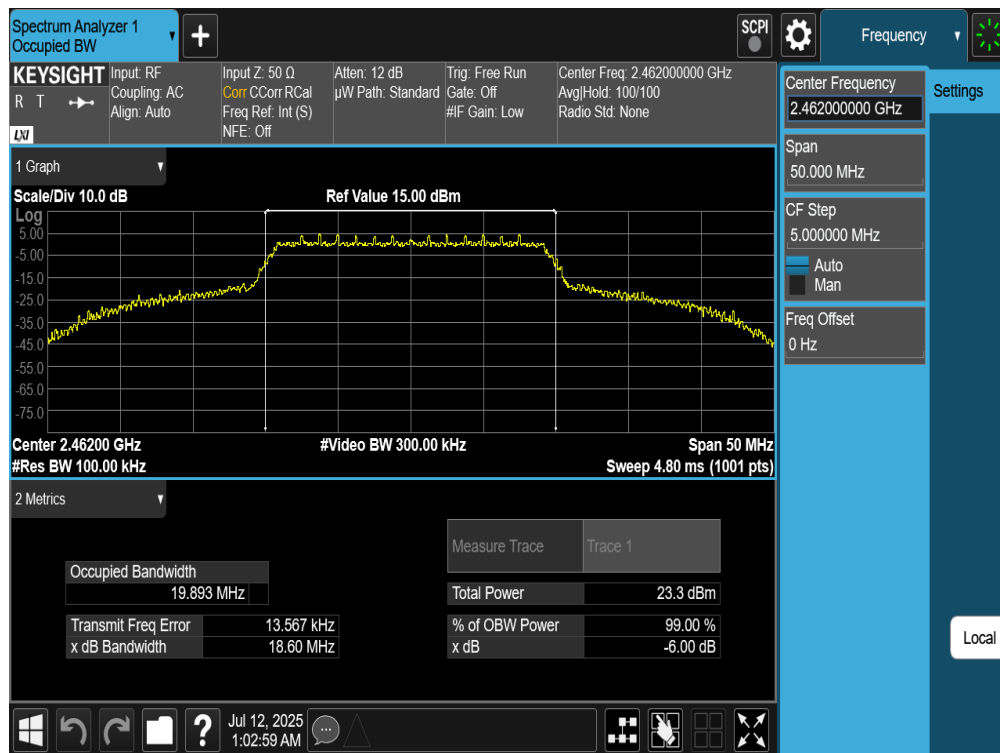 Spectrum Analyzer 1
Occupied BW
+
SCPI
Frequency
KEYSIGHT
R T
LXI
Input: RF
Coupling: AC
Align: Auto
Input Z: 50 Ω
Corr CCorr RCal
Freq Ref: Int (S)
NFE: Off
Atten: 12 dB
µW Path: Standard
Trig: Free Run
Gate: Off
#IF Gain: Low
Center Freq: 2.462000000 GHz
Avg|Hold: 100/100
Radio Std: None
Center Frequency
2.462000000 GHz
Settings
Span
50.000 MHz
CF Step
5.000000 MHz
Auto
Man
Freq Offset
0 Hz
Local
1 Graph
Scale/Div 10.0 dB
Ref Value 15.00 dBm
Log
5.00
-5.00
-15.0
-25.0
-35.0
-45.0
-55.0
-65.0
-75.0
Center 2.46200 GHz
#Video BW 300.00 kHz
Span 50 MHz
#Res BW 100.00 kHz
Sweep 4.80 ms (1001 pts)
2 Metrics
Measure Trace
Trace 1
Occupied Bandwidth
19.893 MHz
Total Power
23.3 dBm
Transmit Freq Error
13.567 kHz
% of OBW Power
99.00 %
x dB Bandwidth
18.60 MHz
x dB
-6.00 dB
?
Jul 12, 2025
1:02:59 AM